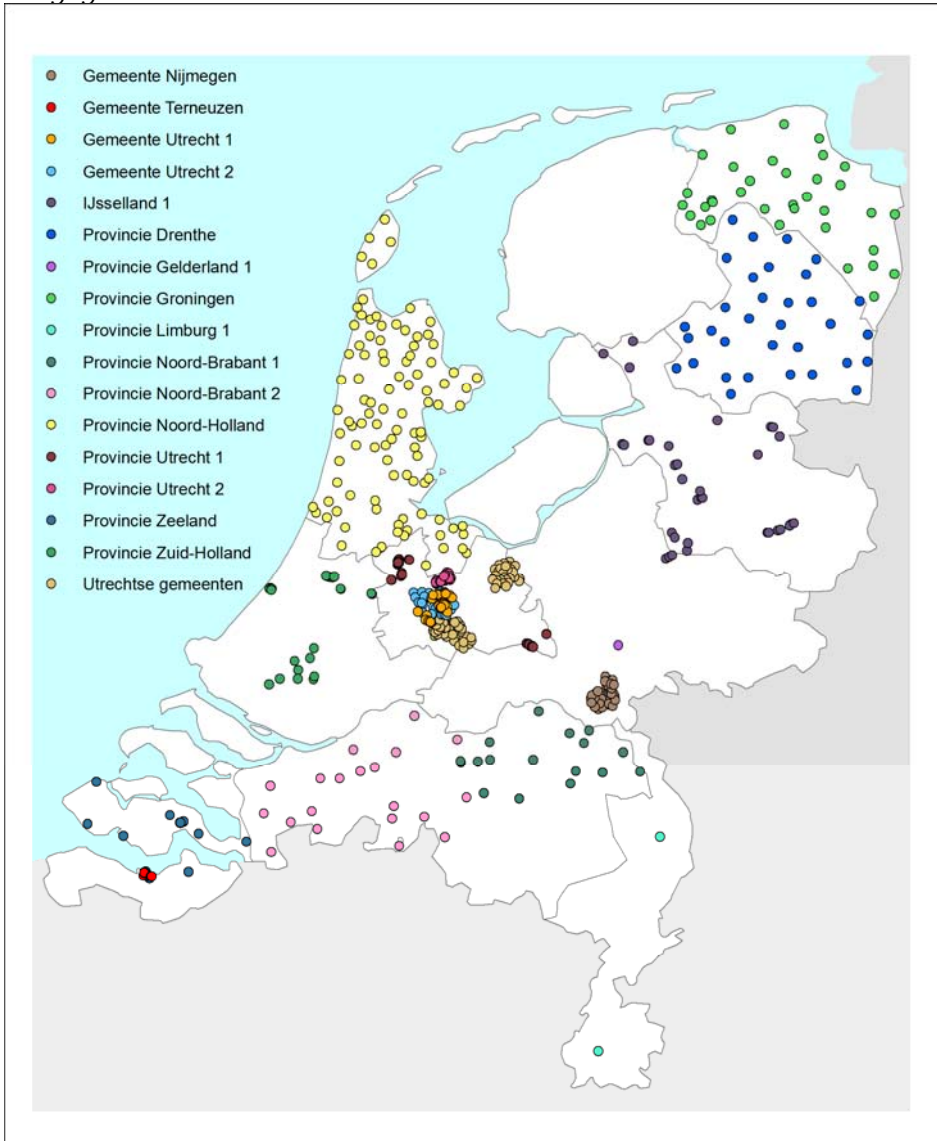 Gemeente Nijmegen
Gemeente Terneuzen
Gemeente Utrecht 1
Gemeente Utrecht 2
IJsselland 1
Provincie Drenthe
Provincie Gelderland 1
Provincie Groningen
Provincie Limburg 1
Provincie Noord-Brabant 1
Provincie Noord-Brabant 2
Provincie Noord-Holland
Provincie Utrecht 1
Provincie Utrecht 2
Provincie Zeeland
Provincie Zuid-Holland
Utrechtse gemeenten